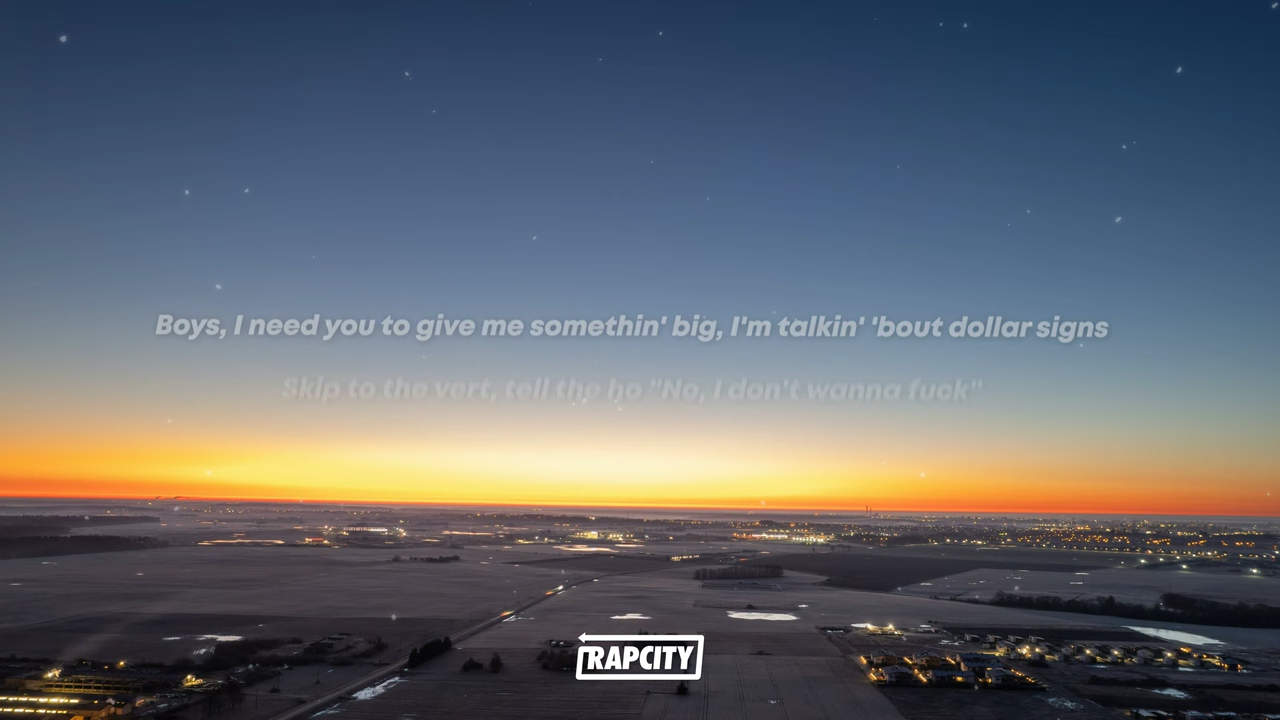 Boys, I need you to give me somethin' big, I'm talkin' 'bout dollar signs
Skip to the vert, tell the ho "No, I don't wanna fuck"
RAPCITY